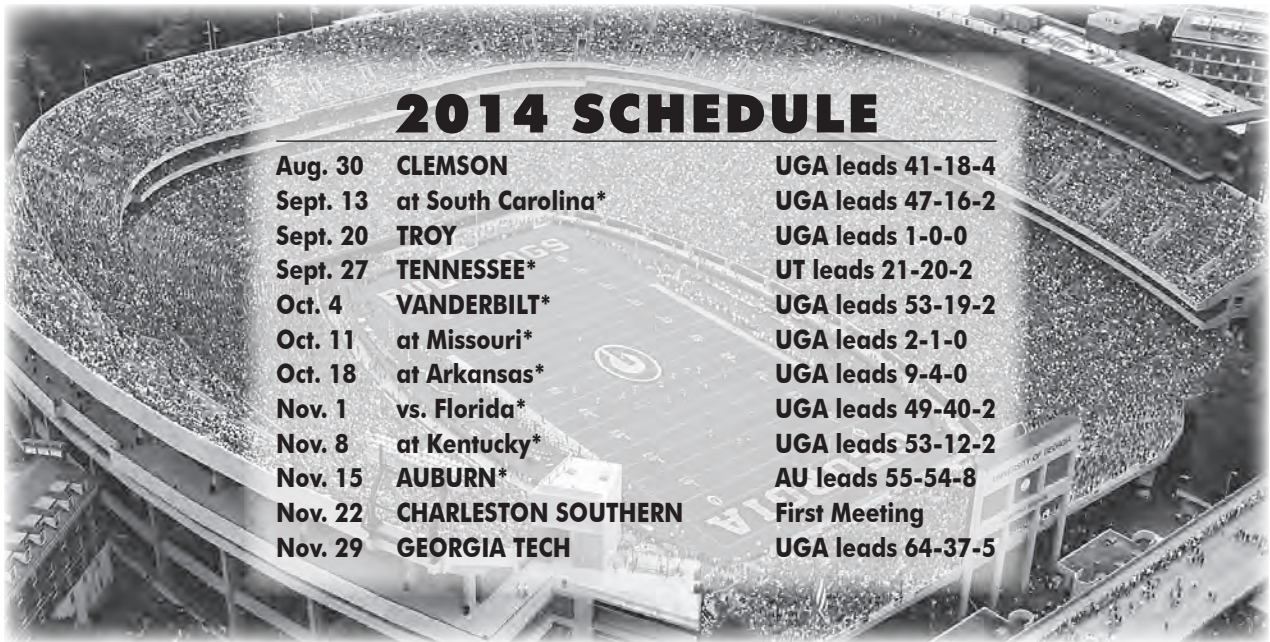 2014 SCHEDULE
Aug. 30 CLEMSON UGA leads 41-18-4
Sept. 13 at South Carolina* UGA leads 47-16-2
Sept. 20 TROY UGA leads 1-0-0
Sept. 27 TENNESSEE* UT leads 21-20-2
Oct. 4 VANDERBILT* UGA leads 53-19-2
Oct. 11 at Missouri* UGA leads 2-1-0
Oct. 18 at Arkansas* UGA leads 9-4-0
Nov. 1 vs. Florida* UGA leads 49-40-2
Nov. 8 at Kentucky* UGA leads 53-12-2
Nov. 15 AUBURN* AU leads 55-54-8
Nov. 22 CHARLESTON SOUTHERN First Meeting
Nov. 29 GEORGIA TECH UGA leads 64-37-5
UNIVERSITY OF GEORGIA
G